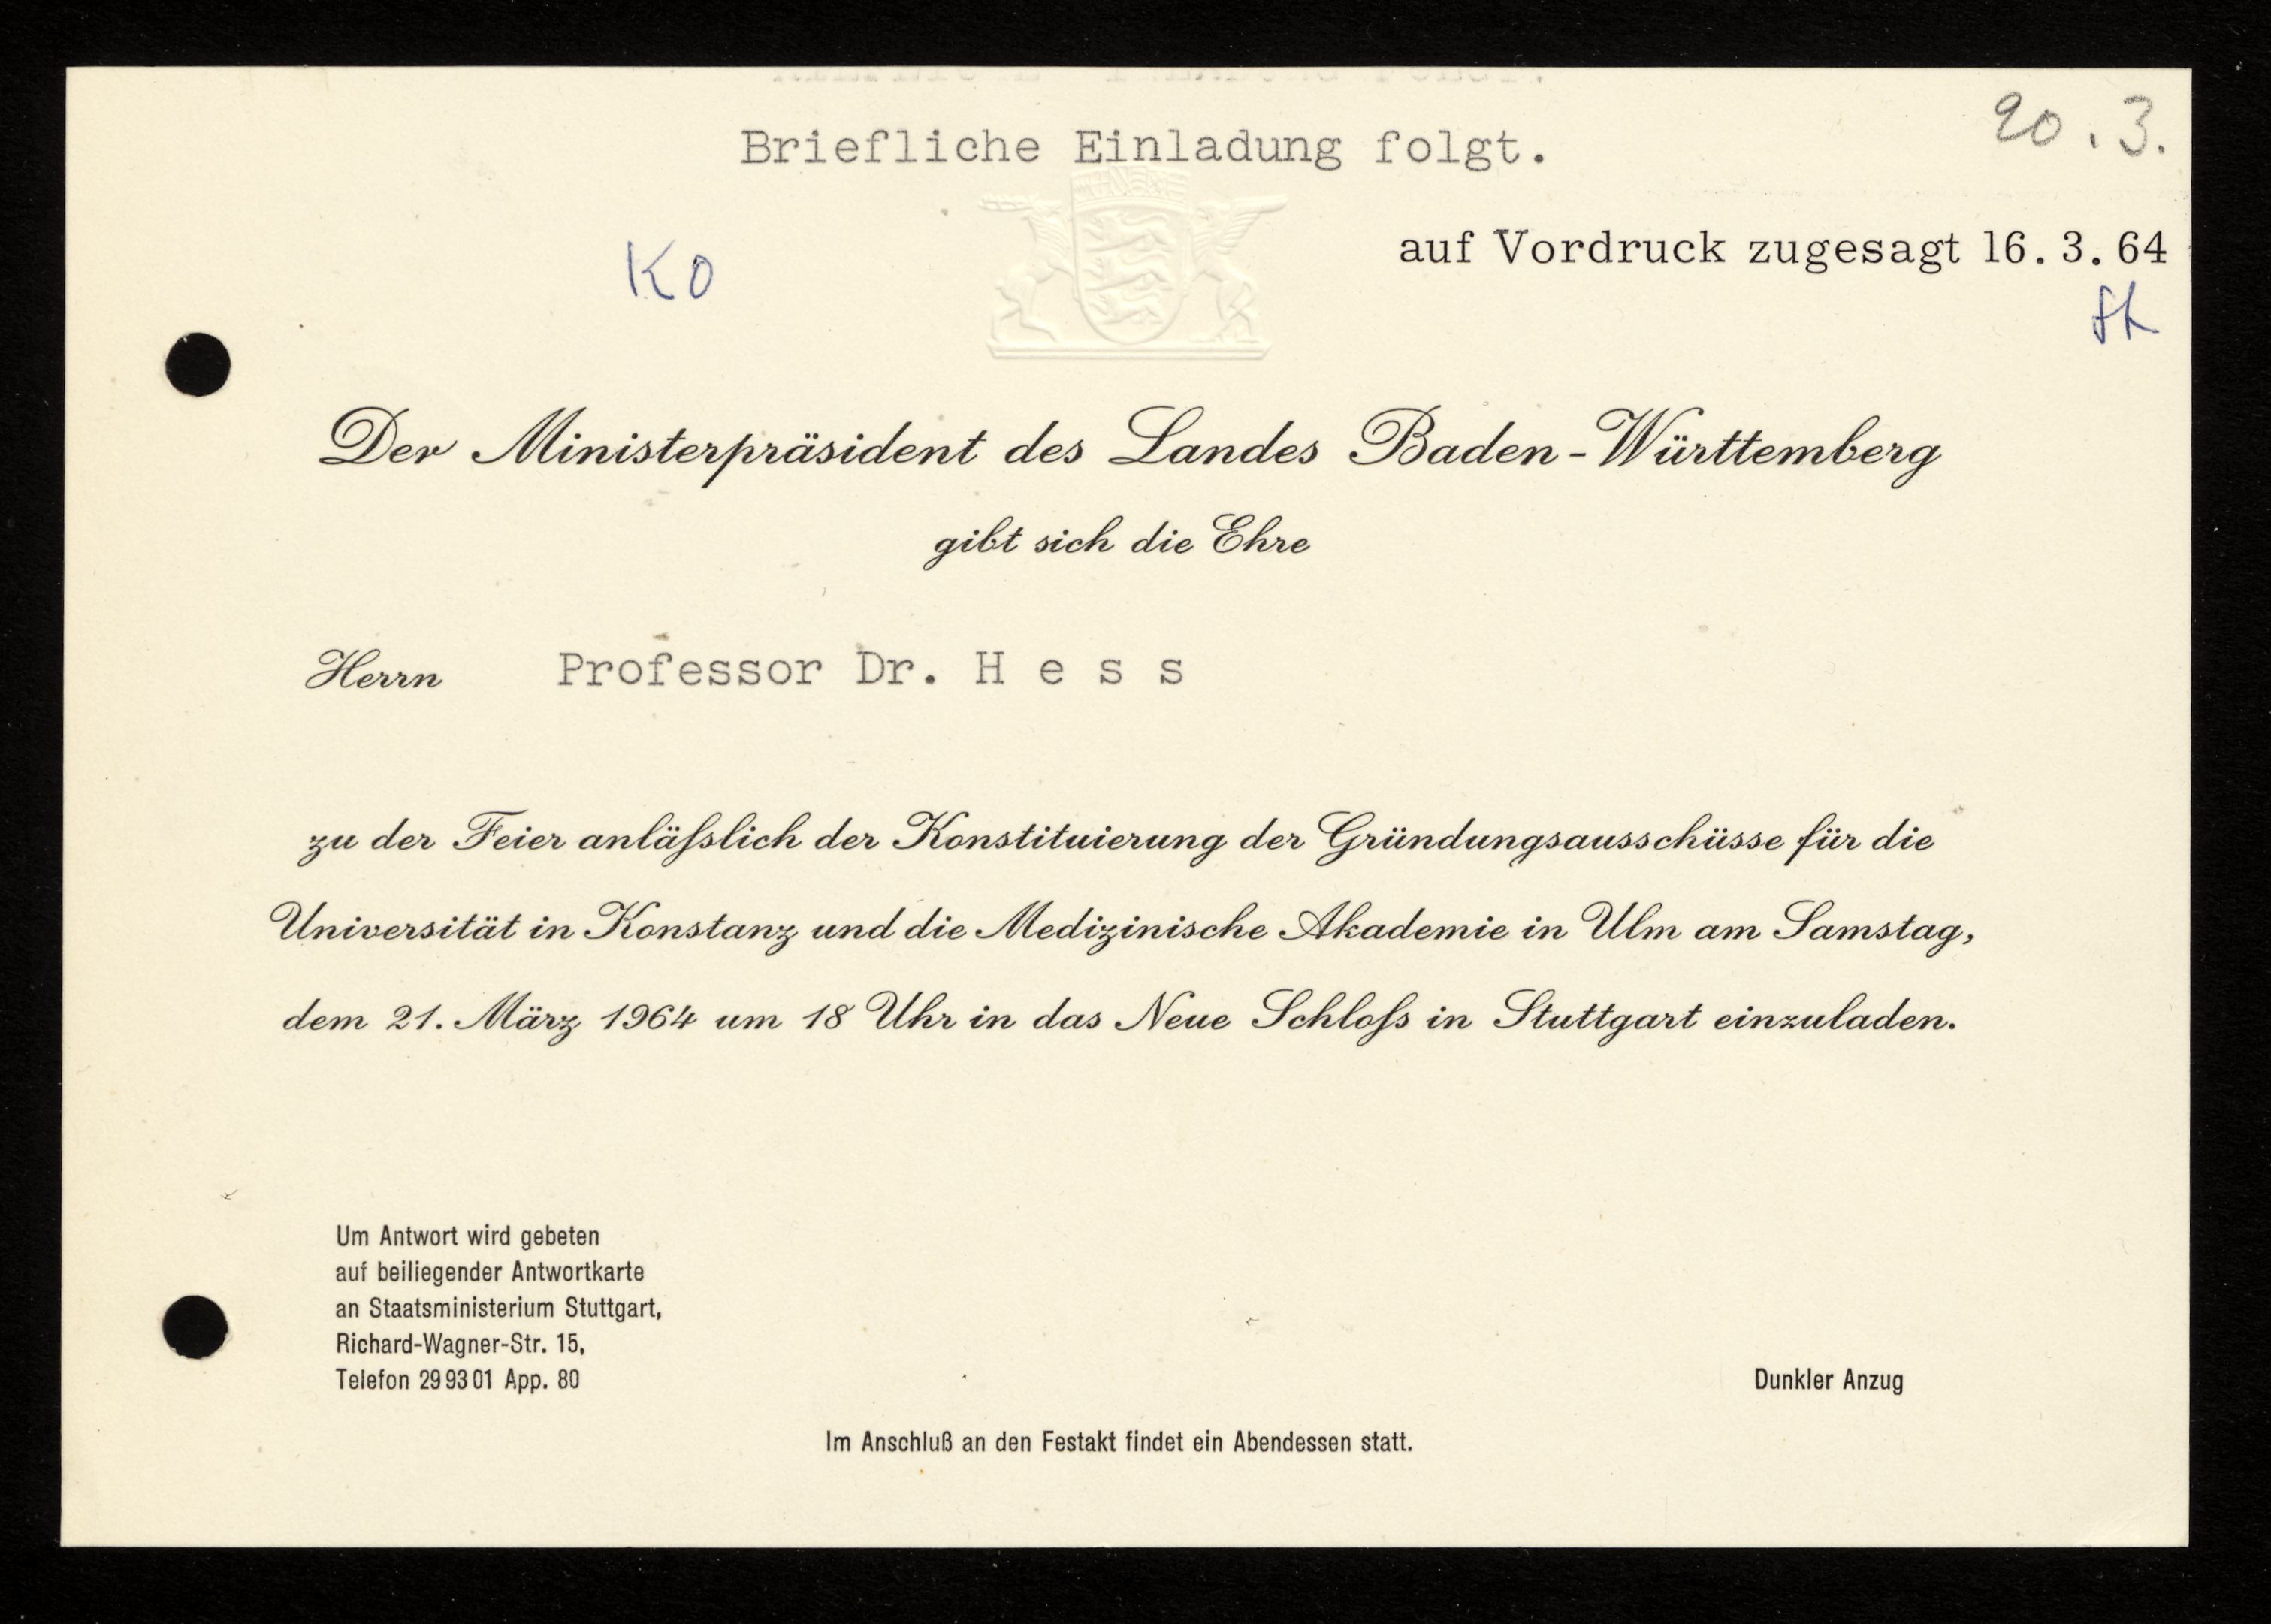 Briefliche Einladung folgt.
20.3.
auf Vordruck zugesagt 16.3.64
KO
Der Ministerpräsident des Landes Baden-Württemberg
gibt sich die Ehre
Herrn Professor Dr. H e s s
zu der Feier anläßlich der Konstituierung der Gründungsausschüsse für die
Universität in Konstanz und die Medizinische Akademie in Ulm am Samstag,
dem 21. März 1964 um 18 Uhr in das Neue Schloß in Stuttgart einzuladen.
Um Antwort wird gebeten
auf beiliegender Antwortkarte
an Staatsministerium Stuttgart,
Richard-Wagner-Str. 15,
Telefon 29 93 01 App. 80
Dunkler Anzug
Im Anschluß an den Festakt findet ein Abendessen statt.